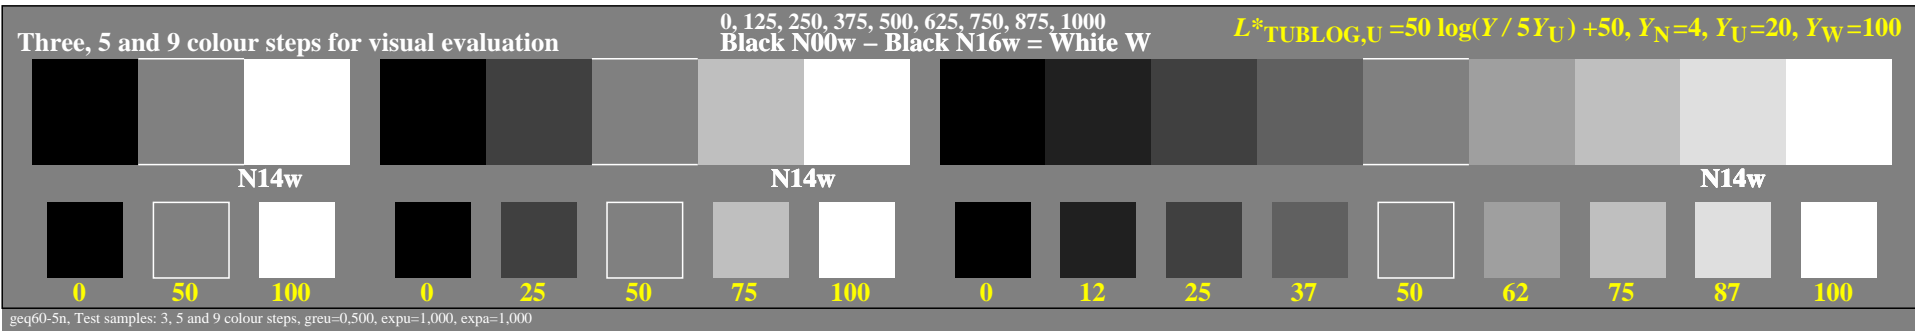 Three, 5 and 9 colour steps for visual evaluation
0, 125, 250, 375, 500, 625, 750, 875, 1000
Black N00w – Black N16w = White W
L*TUBLOG,U =50 log(Y / 5YU) +50, YN=4, YU=20, YW=100
N14w N14w N14w
0 50 100 0 25 50 75 100 0 12 25 37 50 62 75 87 100
geq60-5n, Test samples: 3, 5 and 9 colour steps, greu=0,500, expu=1,000, expa=1,000